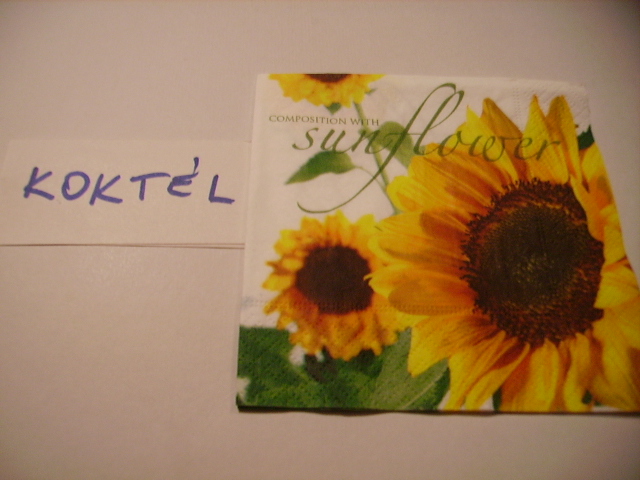 KOKTÉL
COMPOSITION WITH
sunflower